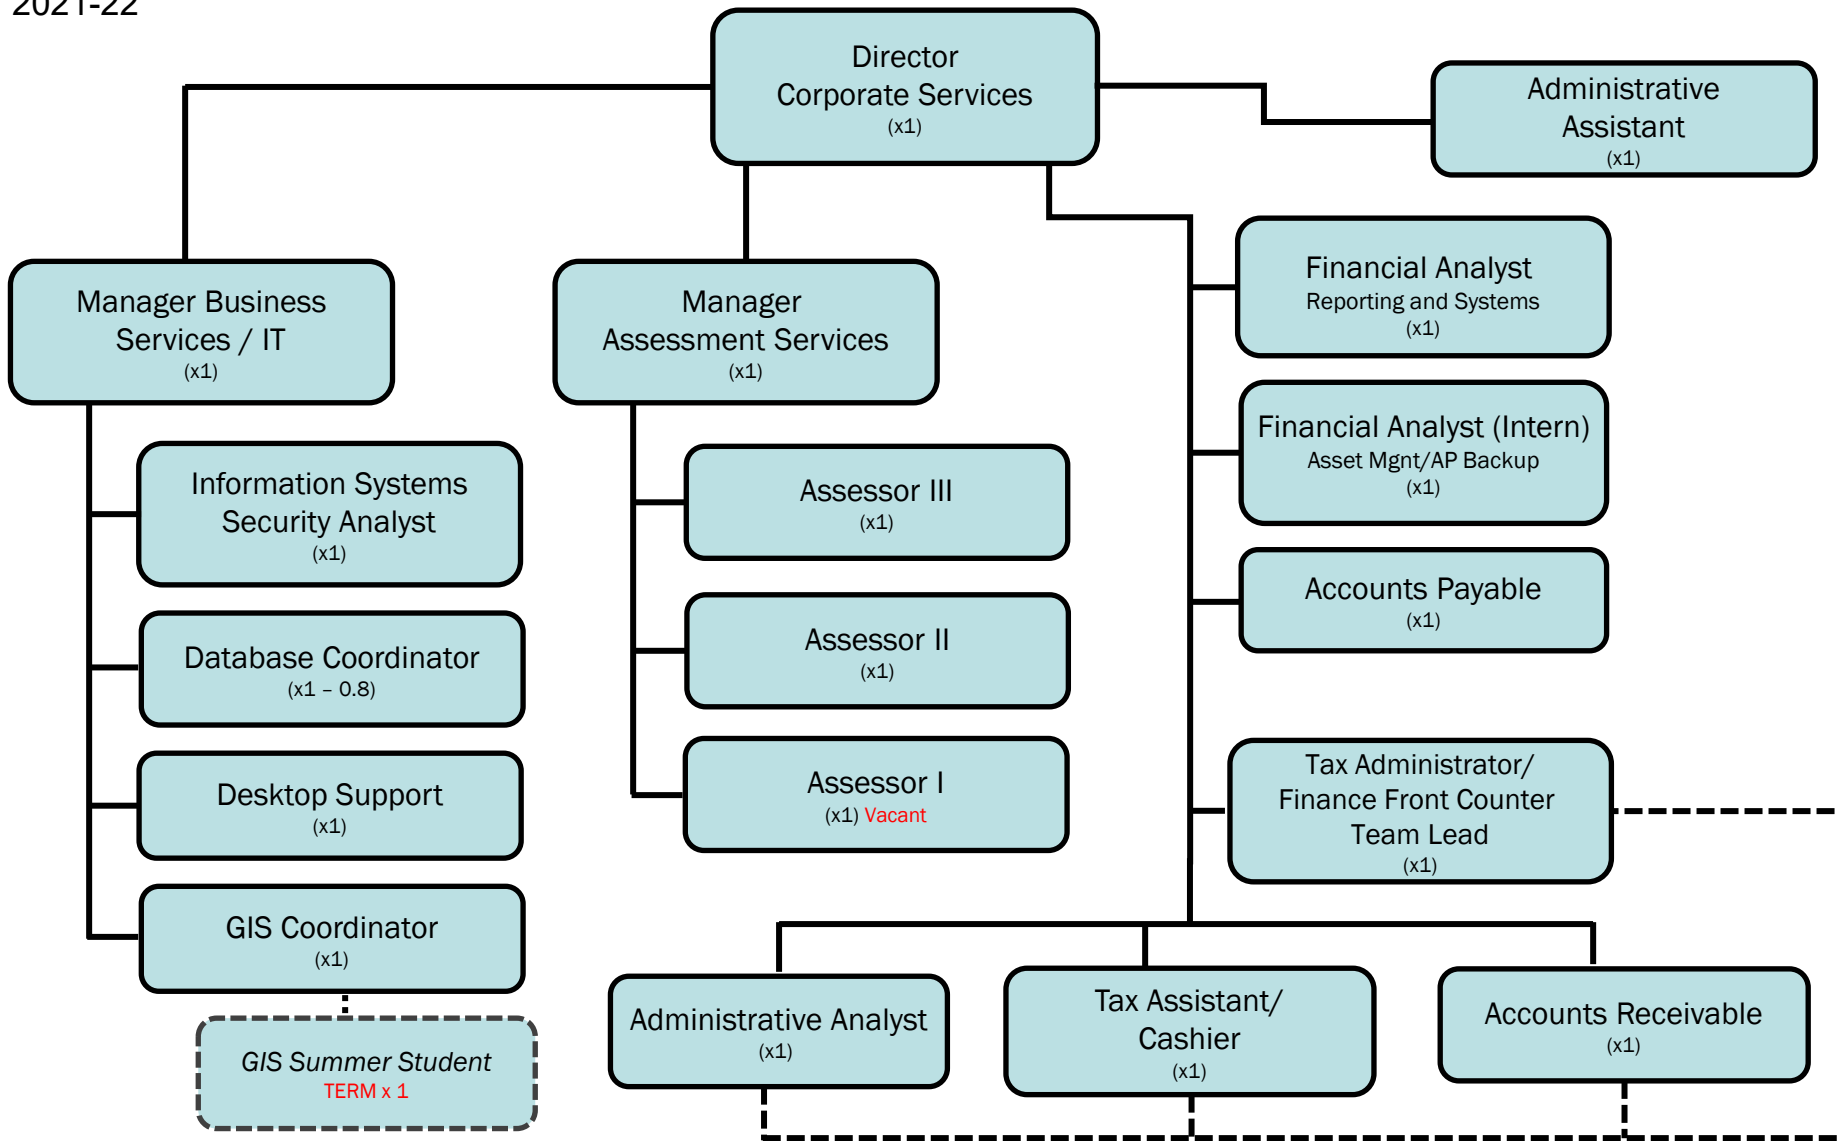 2021-22
Director
Corporate Services
(x1)
Administrative
Assistant
(x1)
Manager Business
Services / IT
(x1)
Manager
Assessment Services
(x1)
Financial Analyst
Reporting and Systems
(x1)
Financial Analyst (Intern)
Asset Mgnt/AP Backup
(x1)
Accounts Payable
(x1)
Information Systems
Security Analyst
(x1)
Database Coordinator
(x1 – 0.8)
Desktop Support
(x1)
GIS Coordinator
(x1)
GIS Summer Student
TERM x 1
Assessor III
(x1)
Assessor II
(x1)
Assessor I
(x1) Vacant
Tax Administrator/
Finance Front Counter
Team Lead
(x1)
Administrative Analyst
(x1)
Tax Assistant/
Cashier
(x1)
Accounts Receivable
(x1)